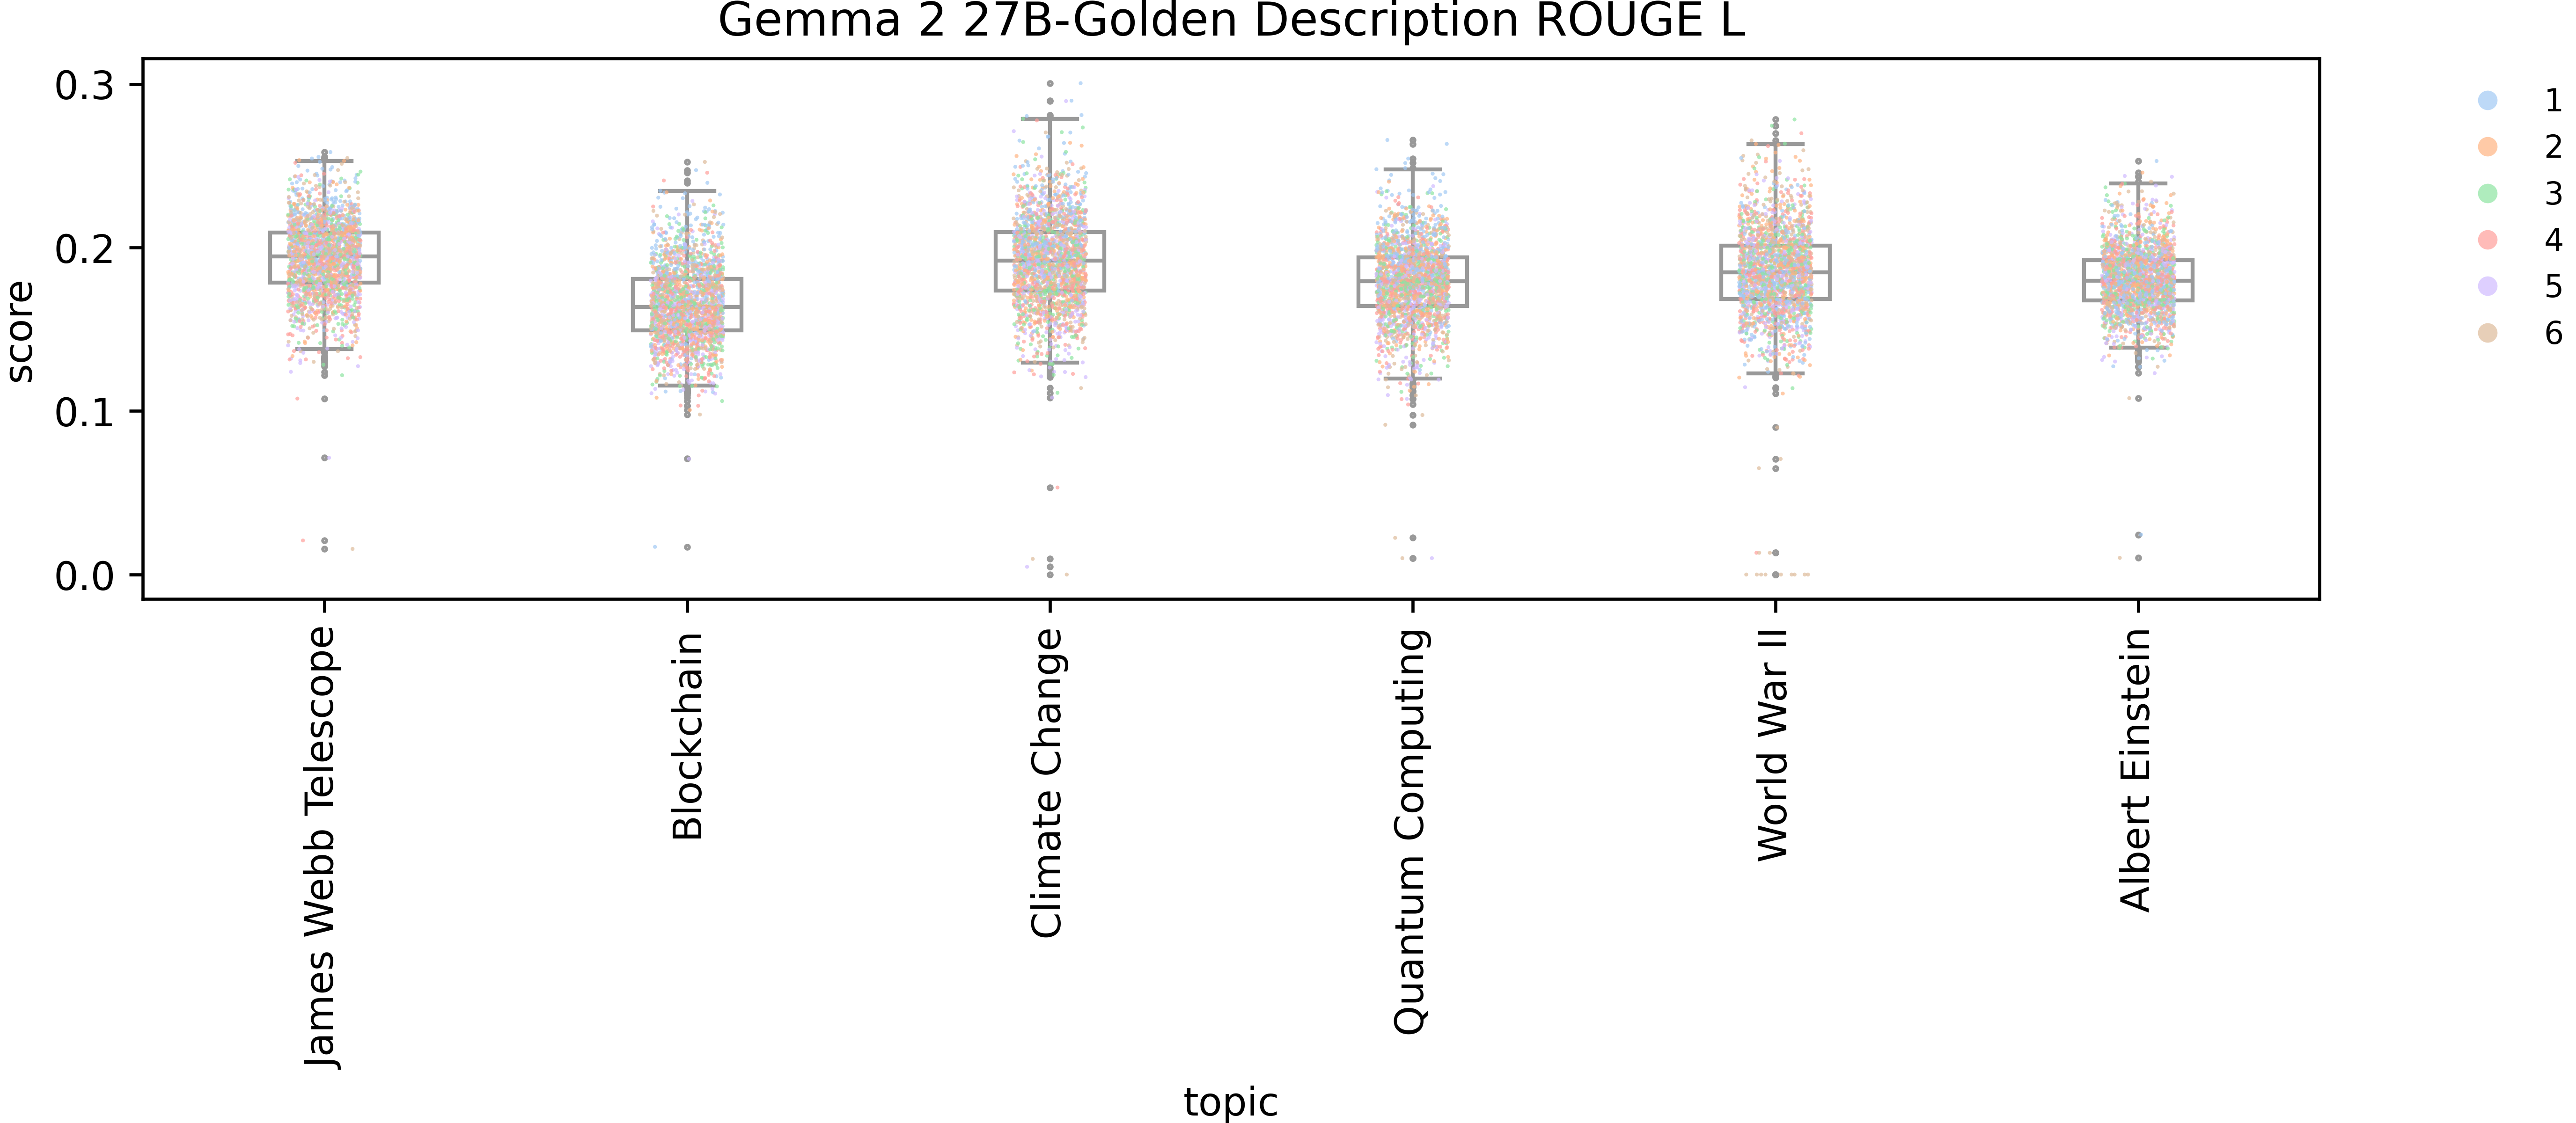 Gemma 2 27B-Golden Description ROUGE L
score
0.3
0.2
0.1
0.0
James Webb Telescope
Blockchain
Climate Change
Quantum Computing
World War II
Albert Einstein
topic
1
2
3
4
5
6